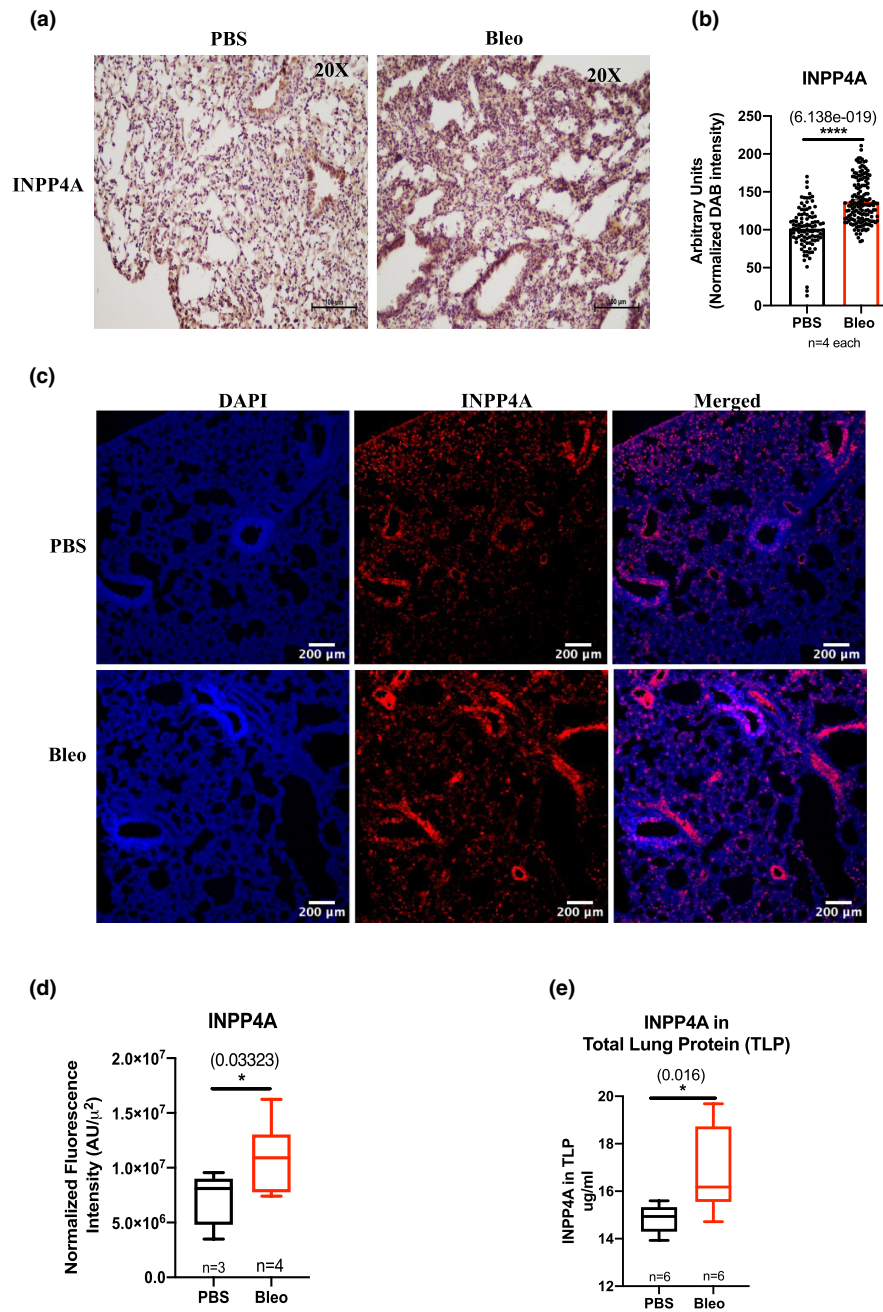 (a)
PBS
Bleo
20X
20X
INPP4A
100 µm
100 µm
(b)
INPP4A
(6.138e-019)
****
Arbitrary Units
(Normalized DAB intensity)
250
200
150
100
50
0
PBS
Bleo
n=4 each
(c)
DAPI
INPP4A
Merged
PBS
200 µm
200 µm
200 µm
Bleo
200 µm
200 µm
200 µm
(d)
INPP4A
(0.03323)
*
Normalized Fluorescence
Intensity (AU/µ²)
2.0×10⁷
1.5×10⁷
1.0×10⁷
5.0×10⁶
0.0
n=3
n=4
PBS
Bleo
(e)
INPP4A in
Total Lung Protein (TLP)
(0.016)
*
INPP4A in TLP
ug/ml
20
18
16
14
12
n=6
n=6
PBS
Bleo